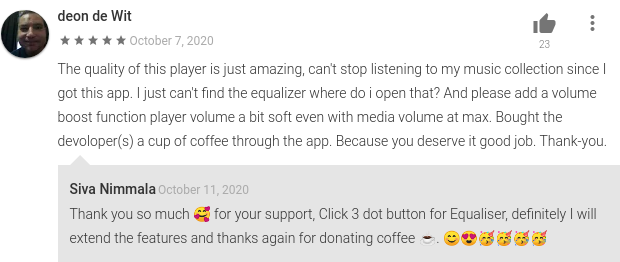 deon de Wit
★★★★★ October 7, 2020
23
The quality of this player is just amazing, can't stop listening to my music collection since I
got this app. I just can't find the equalizer where do i open that? And please add a volume
boost function player volume a bit soft even with media volume at max. Bought the
devoloper(s) a cup of coffee through the app. Because you deserve it good job. Thank-you.
Siva Nimmala October 11, 2020
Thank you so much 🥰 for your support, Click 3 dot button for Equaliser, definitely I will
extend the features and thanks again for donating coffee ☕. 😊😍🥳🥳🥳🥳